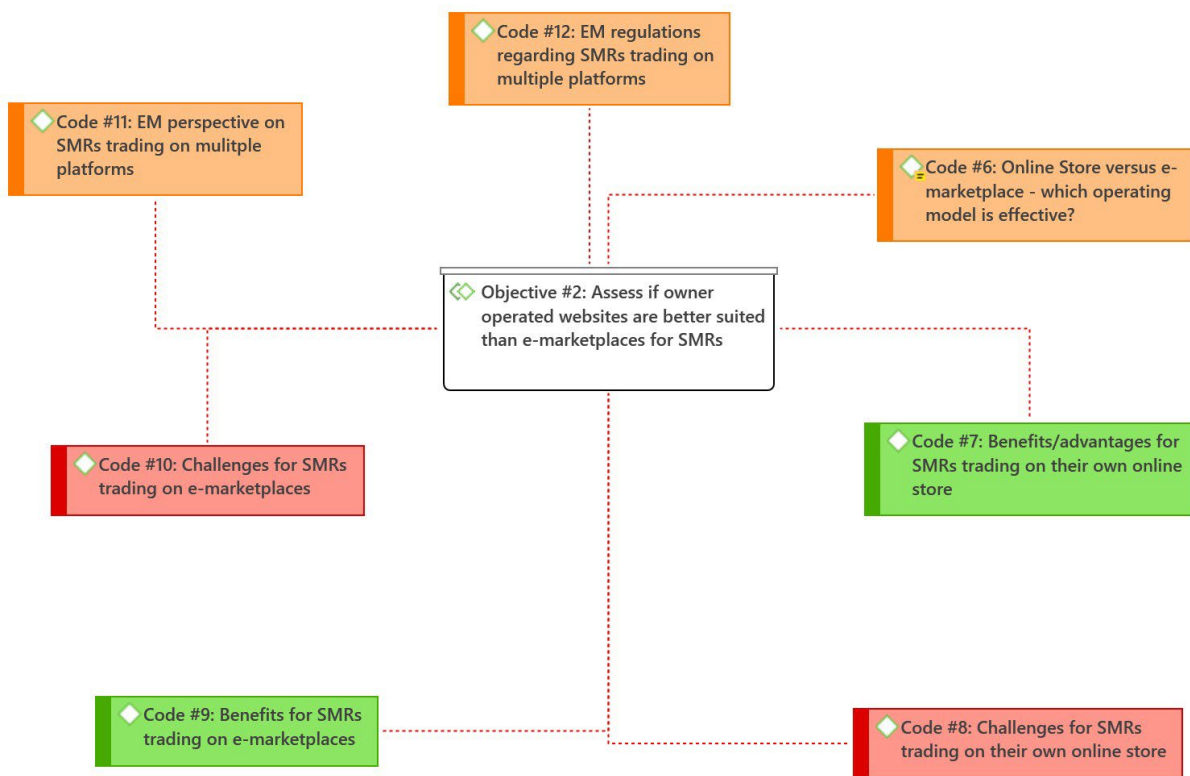 Code #12: EM regulations
regarding SMRs trading on
multiple platforms
Code #11: EM perspective on
SMRs trading on mulitple
platforms
Code #6: Online Store versus e-
marketplace - which operating
model is effective?
Objective #2: Assess if owner
operated websites are better suited
than e-marketplaces for SMRs
Code #10: Challenges for SMRs
trading on e-marketplaces
Code #7: Benefits/advantages for
SMRs trading on their own online
store
Code #9: Benefits for SMRs
trading on e-marketplaces
Code #8: Challenges for SMRs
trading on their own online store